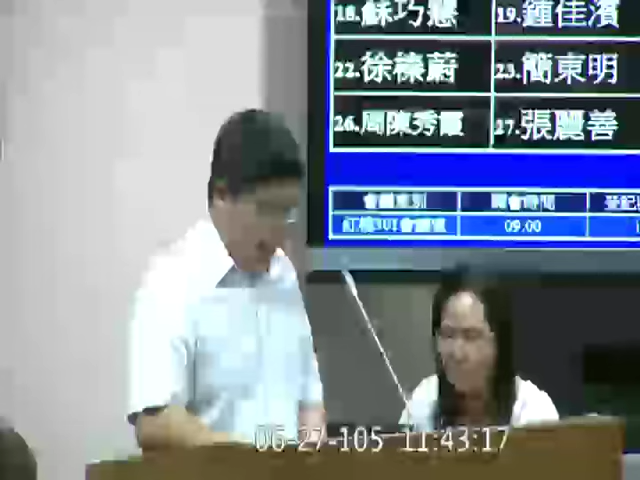 18.蘇巧慧 19.鍾佳濱
22.徐榛蔚 23.簡東明
26.周陳秀霞 27.張麗善
會議室別 開會時間 登記
紅樓301會議室 09:00
06-27-105 11:43:17